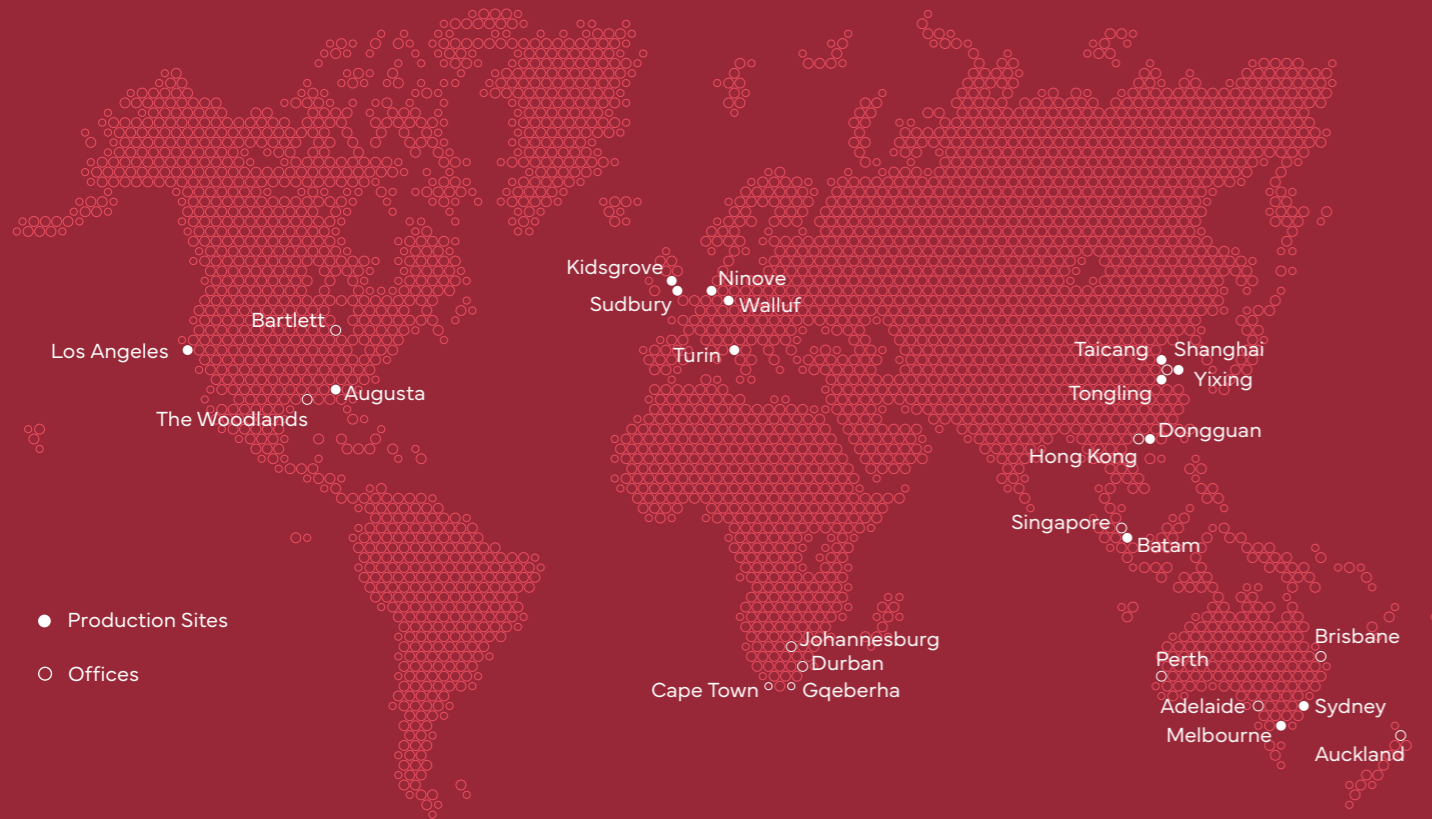 Kidsgrove
Ninove
Sudbury
Walluf
Bartlett
Los Angeles
Turin
Taicang
Shanghai
Yixing
Tongling
Augusta
The Woodlands
Dongguan
Hong Kong
Singapore
Batam
Production Sites
Offices
Johannesburg
Durban
Cape Town
Gqeberha
Brisbane
Perth
Adelaide
Sydney
Melbourne
Auckland